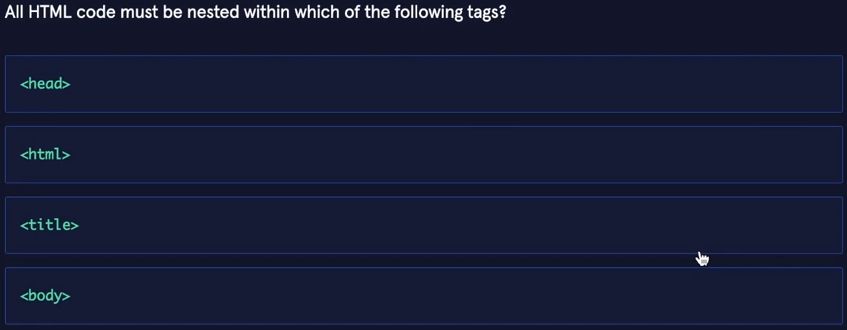 All HTML code must be nested within which of the following tags?
<head>
<html>
<title>
<body>